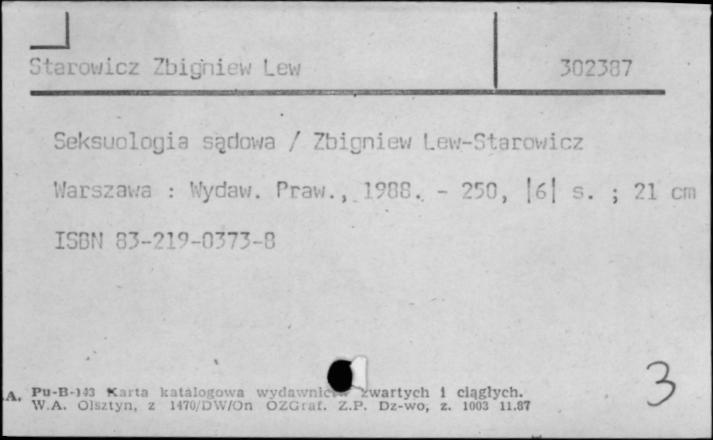 Starowicz Zbigniew Lew 302387
Seksuologia sądowa / Zbigniew Lew-Starowicz
Warszawa : Wydaw. Praw., 1988. - 250, |6| s. ; 21 cm
ISBN 83-219-0373-8
3
A. Pu-B-143 Karta katalogowa wydawnictw zwartych i ciągłych.
W.A. Olsztyn, z 1470/DW/On OZGraf. Z.P. Dz-wo, z. 1003 11.87